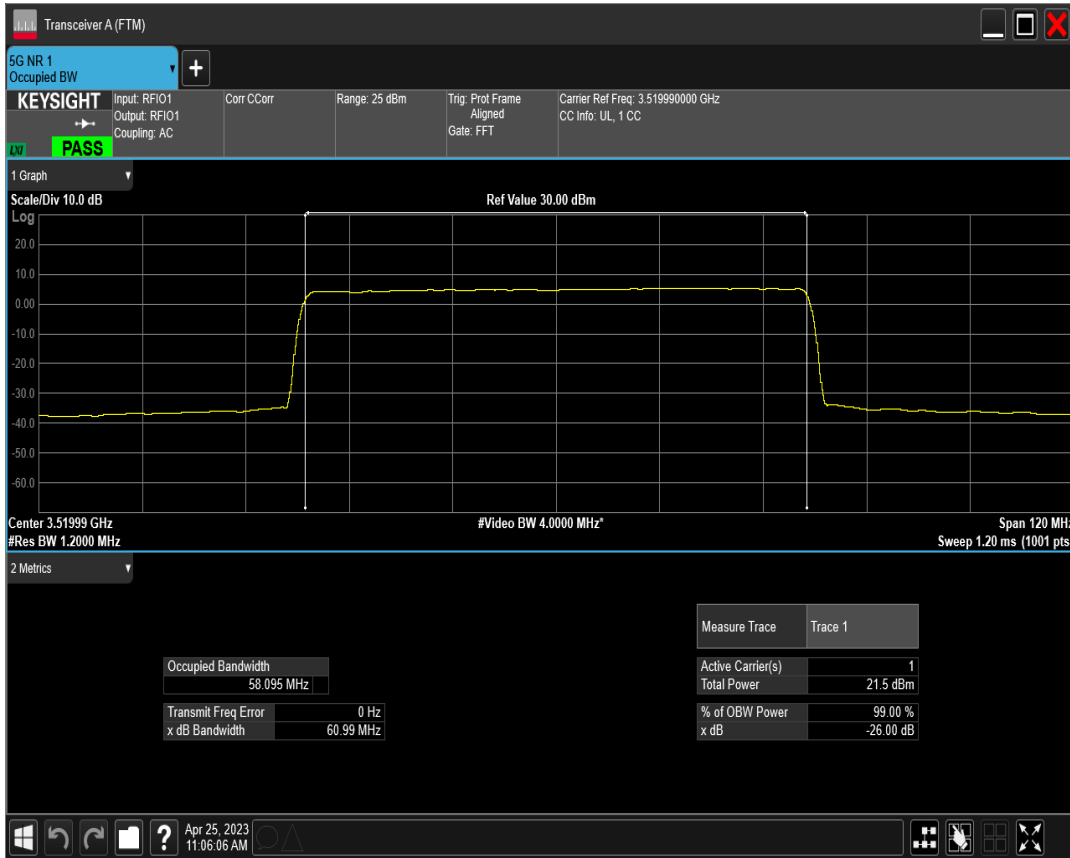 Transceiver A (FTM)
5G NR 1
Occupied BW
+
KEYSIGHT
Input: RFIO1
Output: RFIO1
Coupling: AC
Corr CCorr
Range: 25 dBm
Trig: Prot Frame
Aligned
Gate: FFT
Carrier Ref Freq: 3.519990000 GHz
CC Info: UL, 1 CC
LXI
PASS
1 Graph
Scale/Div 10.0 dB
Ref Value 30.00 dBm
Log
20.0
10.0
0.00
-10.0
-20.0
-30.0
-40.0
-50.0
-60.0
Center 3.51999 GHz
#Video BW 4.0000 MHz*
Span 120 MHz
#Res BW 1.2000 MHz
Sweep 1.20 ms (1001 pts
2 Metrics
Measure Trace
Trace 1
Occupied Bandwidth
58.095 MHz
Active Carrier(s)
1
Total Power
21.5 dBm
Transmit Freq Error
0 Hz
x dB Bandwidth
60.99 MHz
% of OBW Power
99.00 %
x dB
-26.00 dB
?
Apr 25, 2023
11:06:06 AM